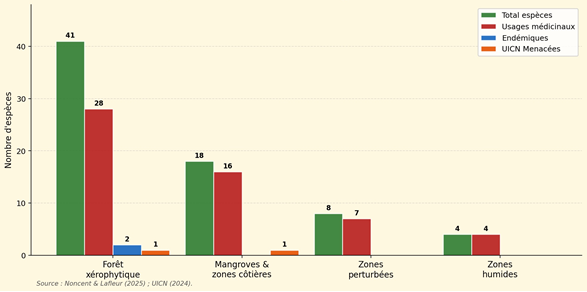 Total espèces
Usages médicinaux
Endémiques
UICN Menacées
Nombre d'espèces
40
30
20
10
0
41
28
2
1
18
16
1
8
7
4
4
Forêt
xérophytique
Mangroves &
zones côtières
Zones
perturbées
Zones
humides
Source : Noncent & Lafleur (2025) ; UICN (2024).